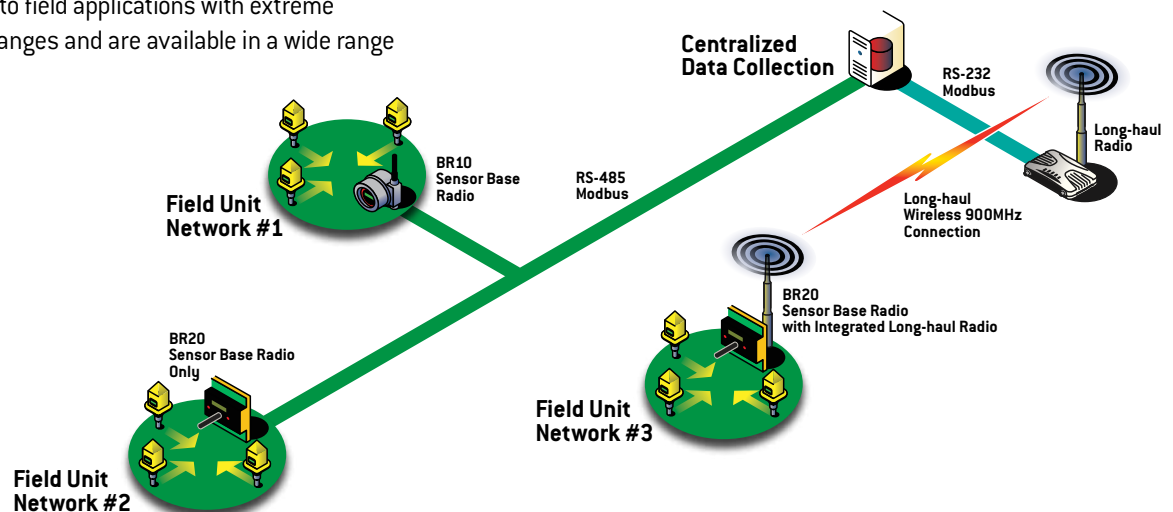 to field applications with extreme
anges and are available in a wide range
Centralized
Data Collection
RS-232
Modbus
Long-haul
Radio
BR10
Sensor Base
Radio
RS-485
Modbus
Field Unit
Network #1
Long-haul
Wireless 900MHz
Connection
BR20
Sensor Base Radio
with Integrated Long-haul Radio
BR20
Sensor Base Radio
Only
Field Unit
Network #3
Field Unit
Network #2